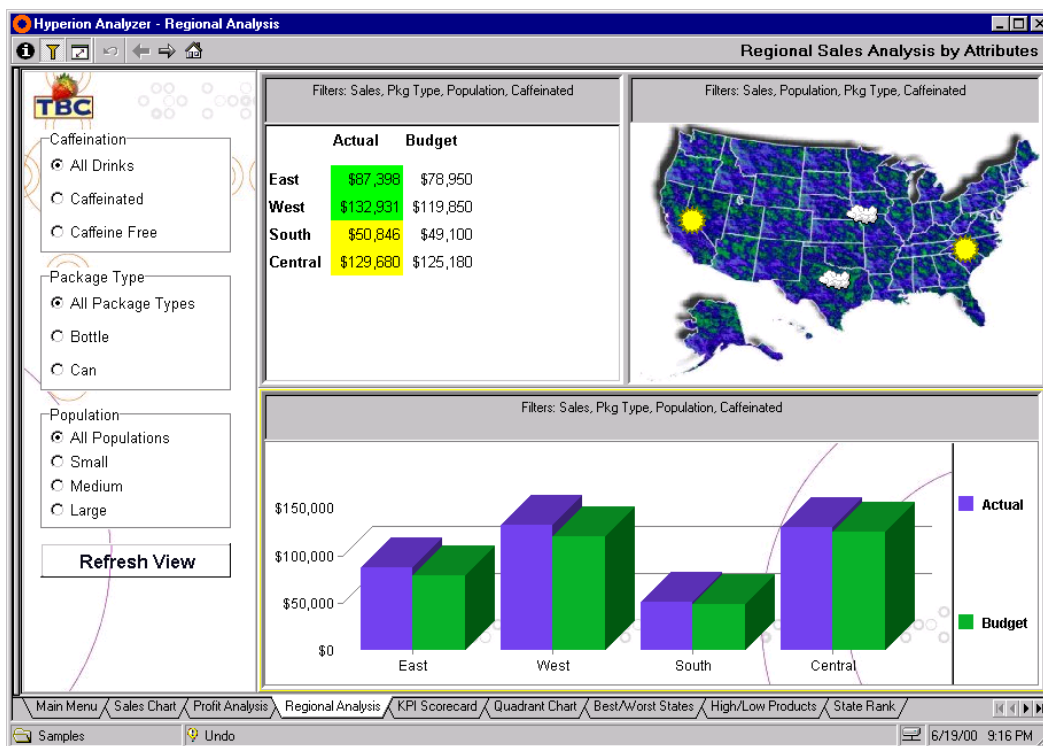 Hyperion Analyzer - Regional Analysis
Regional Sales Analysis by Attributes
TBC
Caffeination
All Drinks
Caffeinated
Caffeine Free
Package Type
All Package Types
Bottle
Can
Population
All Populations
Small
Medium
Large
Refresh View
Filters: Sales, Pkg Type, Population, Caffeinated
Actual Budget
East $87,398 $78,950
West $132,931 $119,850
South $50,846 $49,100
Central $129,680 $125,180
Filters: Sales, Population, Pkg Type, Caffeinated
Filters: Sales, Pkg Type, Population, Caffeinated
$150,000
$100,000
$50,000
$0
East West South Central
Actual
Budget
Main Menu Sales Chart Profit Analysis Regional Analysis KPI Scorecard Quadrant Chart Best/Worst States High/Low Products State Rank
Samples Undo 6/19/00 9:16 PM